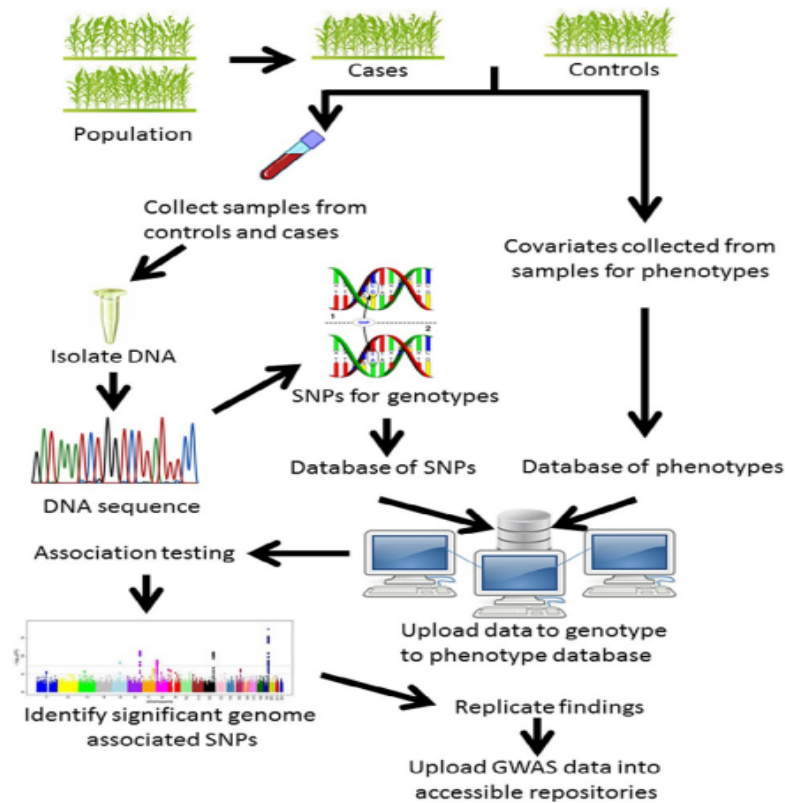 Population
Cases
Controls
Collect samples from
controls and cases
Covariates collected from
samples for phenotypes
Isolate DNA
1
2
SNPs for genotypes
DNA sequence
Database of SNPs
Database of phenotypes
Association testing
Upload data to genotype
to phenotype database
Identify significant genome
associated SNPs
Replicate findings
Upload GWAS data into
accessible repositories